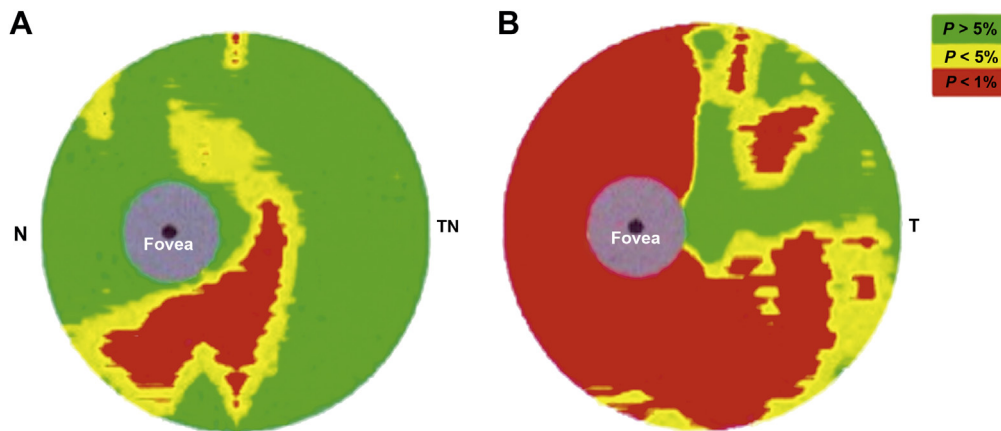 A
B
P > 5%
P < 5%
P < 1%
N
Fovea
TN
Fovea
T